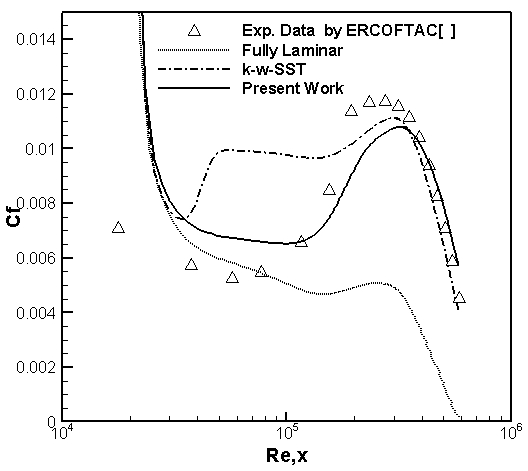 0.014
Exp. Data by ERCOFTAC[ ]
Fully Laminar
k-w-SST
Present Work
0.012
0.01
0.008
Cf
0.006
0.004
0.002
0
10^4
10^5
10^6
Re,x